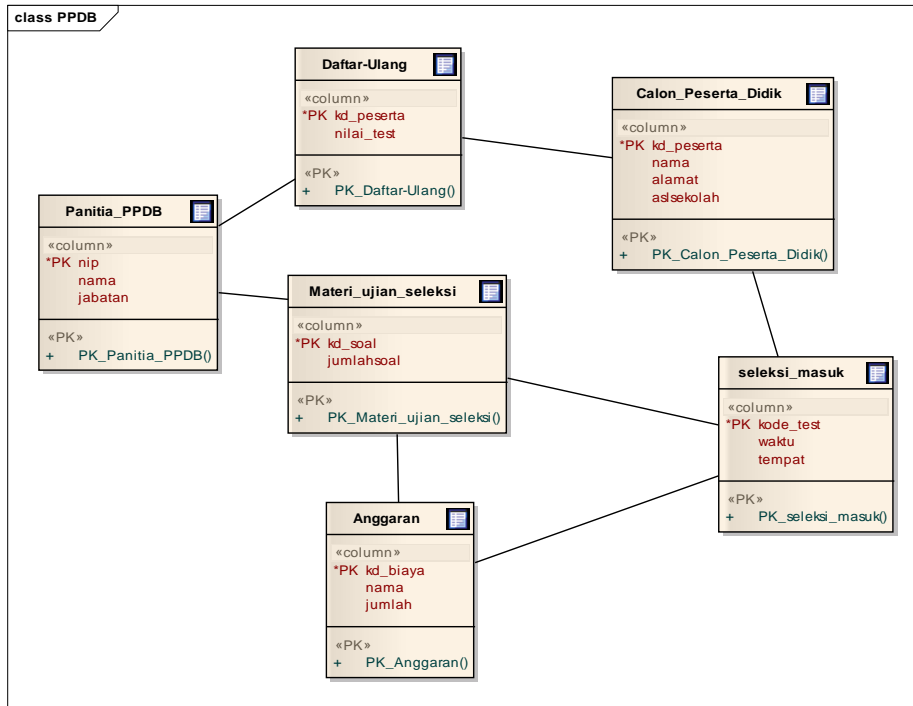 class PPDB
Daftar-Ulang
«column»
*PK kd_peserta
nilai_test
«PK»
+ PK_Daftar-Ulang()
Calon_Peserta_Didik
«column»
*PK kd_peserta
nama
alamat
aslsekolah
«PK»
+ PK_Calon_Peserta_Didik()
Panitia_PPDB
«column»
*PK nip
nama
jabatan
«PK»
+ PK_Panitia_PPDB()
Materi_ujian_seleksi
«column»
*PK kd_soal
jumlahsoal
«PK»
+ PK_Materi_ujian_seleksi()
seleksi_masuk
«column»
*PK kode_test
waktu
tempat
«PK»
+ PK_seleksi_masuk()
Anggaran
«column»
*PK kd_biaya
nama
jumlah
«PK»
+ PK_Anggaran()